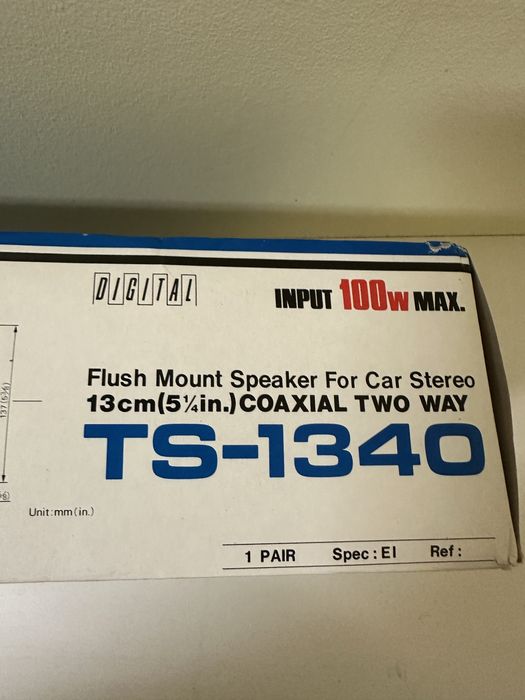 DIGITAL
INPUT 100W MAX.
Flush Mount Speaker For Car Stereo
13cm(5¼in.)COAXIAL TWO WAY
TS-1340
Unit:mm(in.)
1 PAIR Spec:EI Ref: